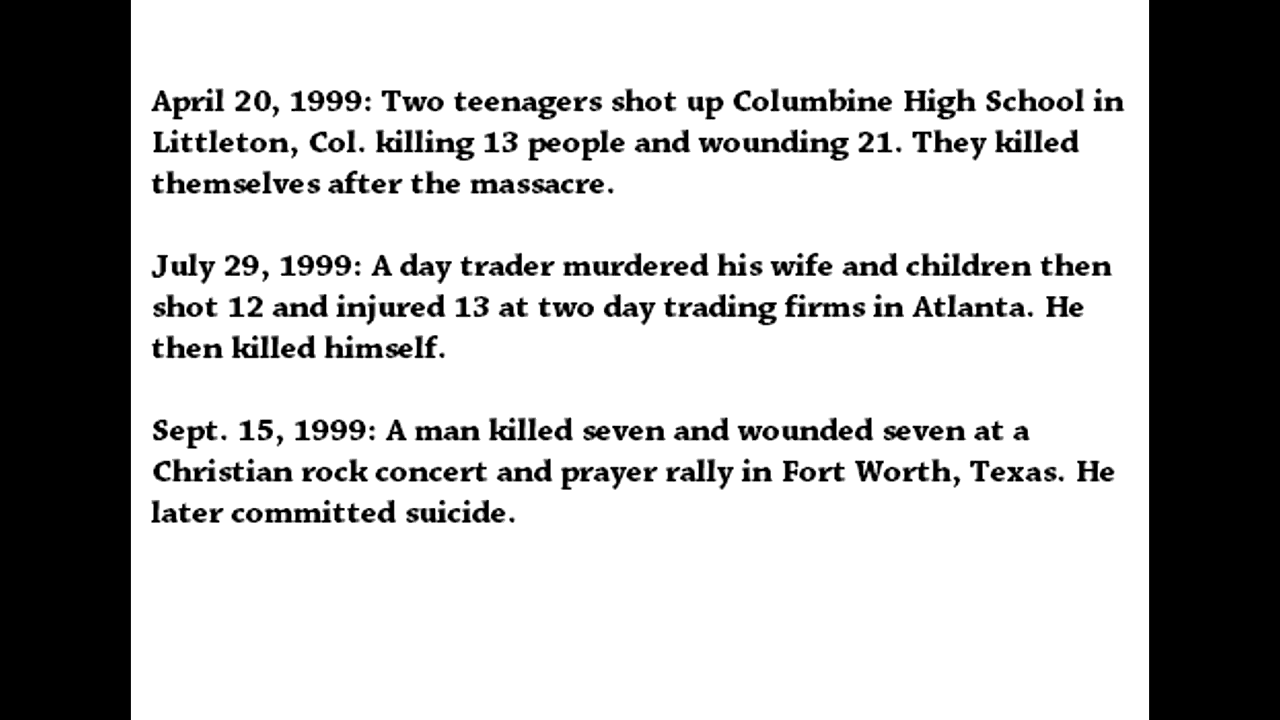 April 20, 1999: Two teenagers shot up Columbine High School in
Littleton, Col. killing 13 people and wounding 21. They killed
themselves after the massacre.
July 29, 1999: A day trader murdered his wife and children then
shot 12 and injured 13 at two day trading firms in Atlanta. He
then killed himself.
Sept. 15, 1999: A man killed seven and wounded seven at a
Christian rock concert and prayer rally in Fort Worth, Texas. He
later committed suicide.